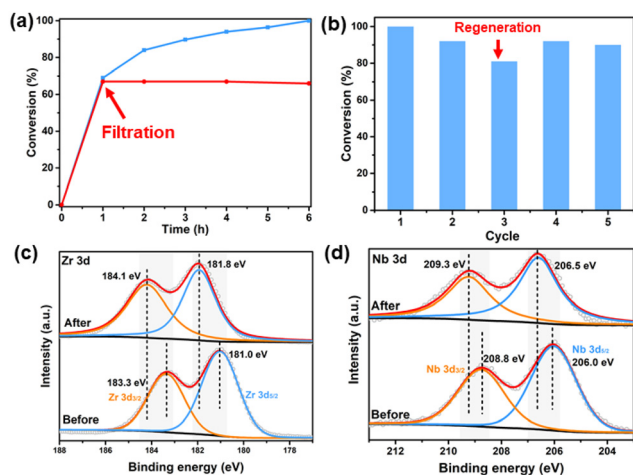 (a)
100
80
60
40
20
0
Conversion (%)
Filtration
0 1 2 3 4 5 6
Time (h)
(b)
100
80
60
40
20
0
Conversion (%)
Regeneration
1 2 3 4 5
Cycle
(c)
Zr 3d
184.1 eV
181.8 eV
After
183.3 eV
181.0 eV
Zr 3d3/2
Zr 3d5/2
Before
Intensity (a.u.)
188 186 184 182 180 178
Binding energy (eV)
(d)
Nb 3d
209.3 eV
206.5 eV
After
Nb 3d3/2
208.8 eV
Nb 3d5/2
206.0 eV
Before
Intensity (a.u.)
212 210 208 206 204
Binding energy (eV)